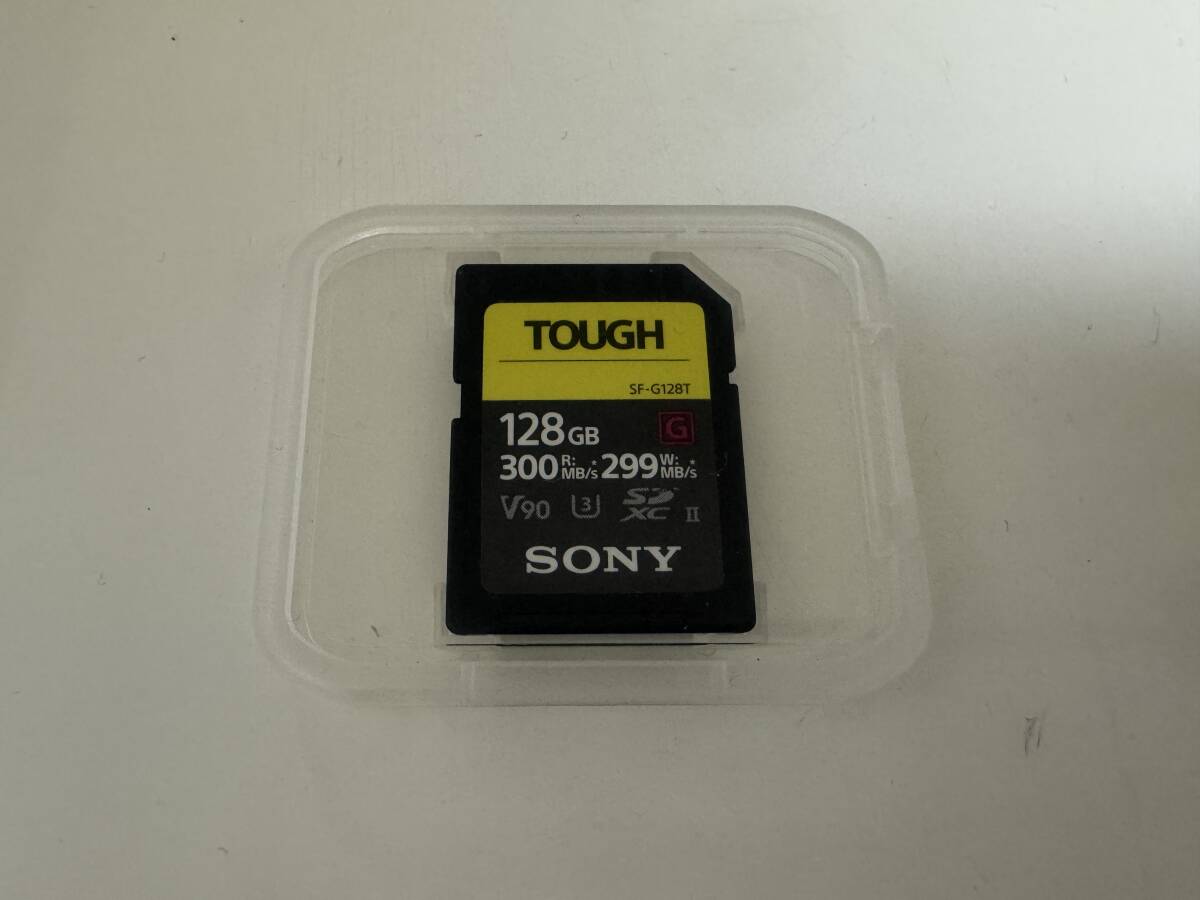 TOUGH
SF-G128T
128GB G
300 R: MB/s* 299 W: MB/s*
V90 3 SD XC II
SONY